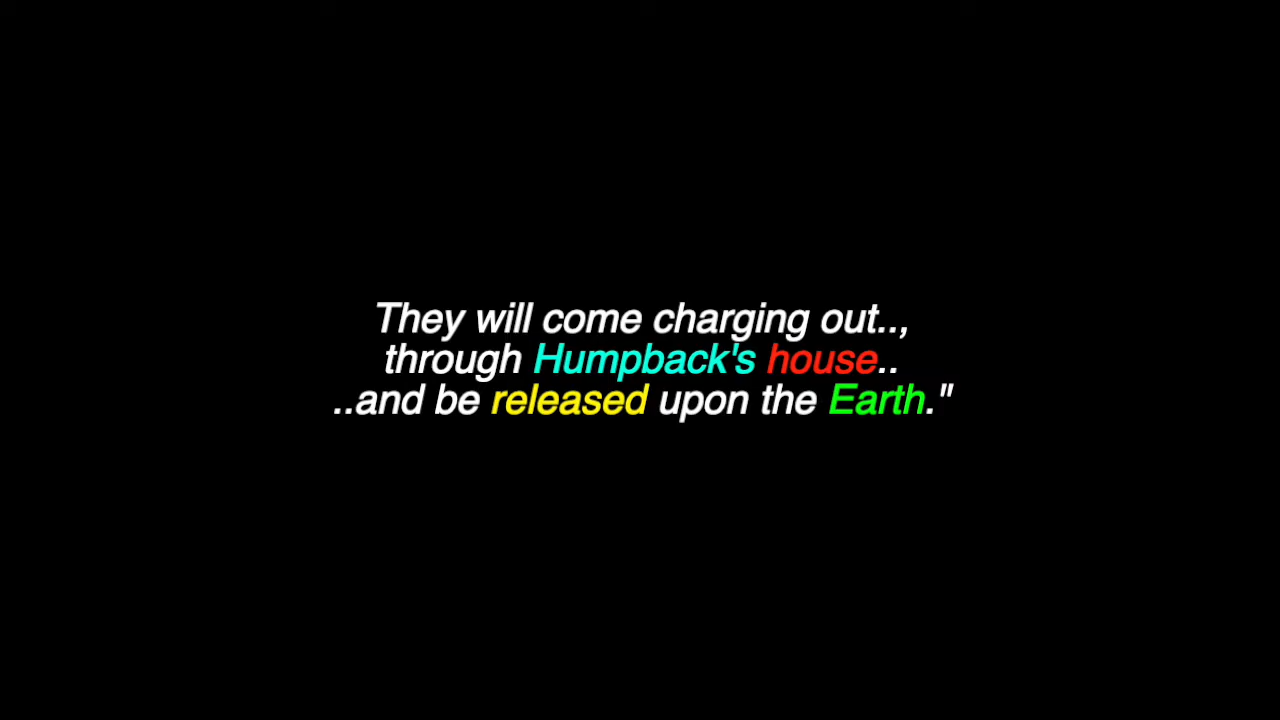 They will come charging out..,
through Humpback's house..
..and be released upon the Earth."